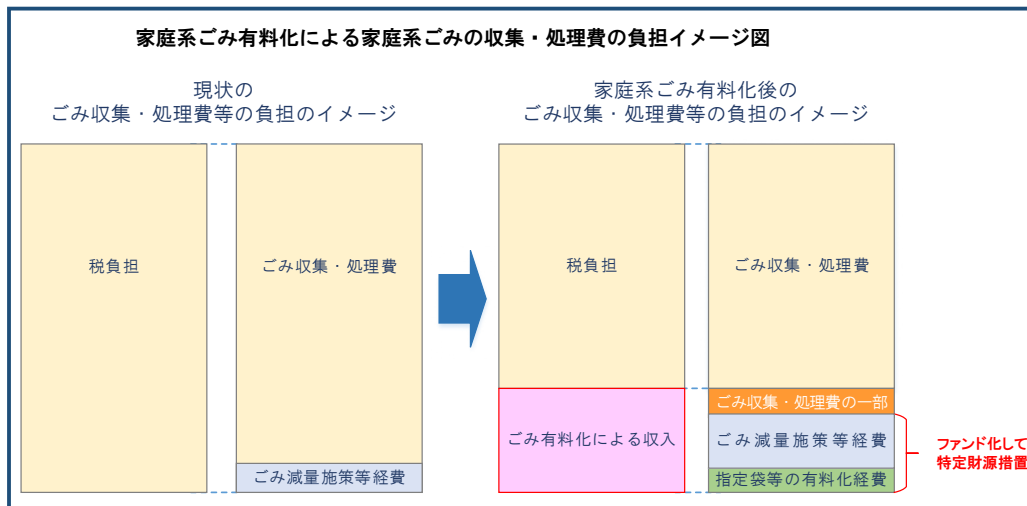 家庭系ごみ有料化による家庭系ごみの収集・処理費の負担イメージ図
現状の
ごみ収集・処理費等の負担のイメージ
税負担
ごみ収集・処理費
ごみ減量施策等経費
家庭系ごみ有料化後の
ごみ収集・処理費等の負担のイメージ
税負担
ごみ収集・処理費
ごみ有料化による収入
ごみ収集・処理費の一部
ごみ減量施策等経費
指定袋等の有料化経費
ファンド化して
特定財源措置